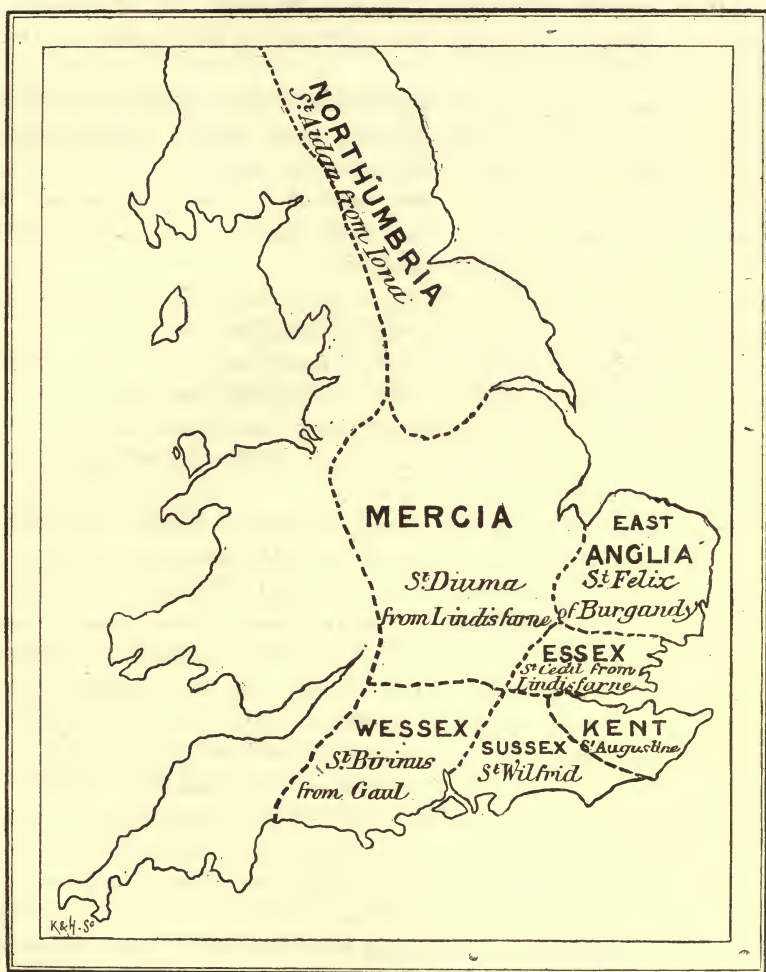 NORTHUMBRIA
St Aidan from Iona
MERCIA
St Diuma
from Lindisfarne
EAST
ANGLIA
St Felix
of Burgandy
ESSEX
St Cedd from
Lindisfarne
WESSEX
St Birinus
from Gaul
SUSSEX
St Wilfrid
KENT
St Augustine
K & H. Sc